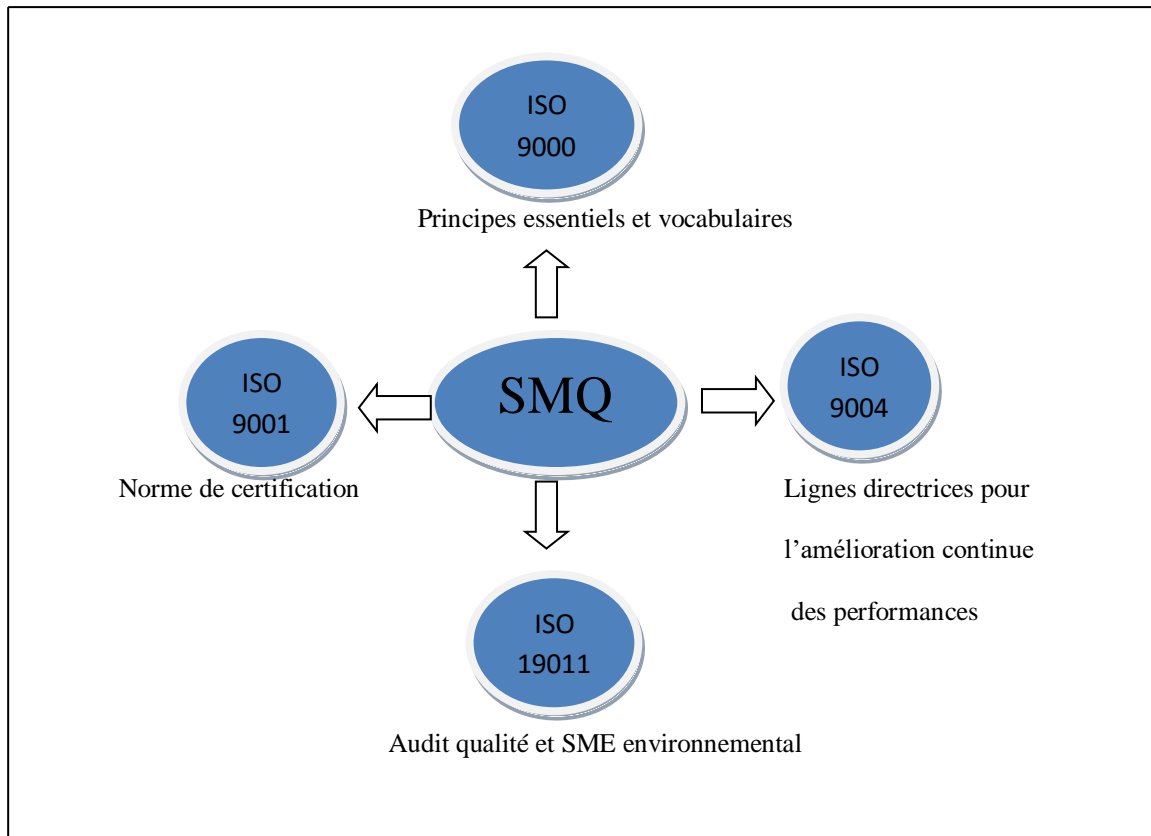 ISO
9000
Principes essentiels et vocabulaires
SMQ
ISO
9001
Norme de certification
ISO
9004
Lignes directrices pour
l’amélioration continue
des performances
ISO
19011
Audit qualité et SME environnemental